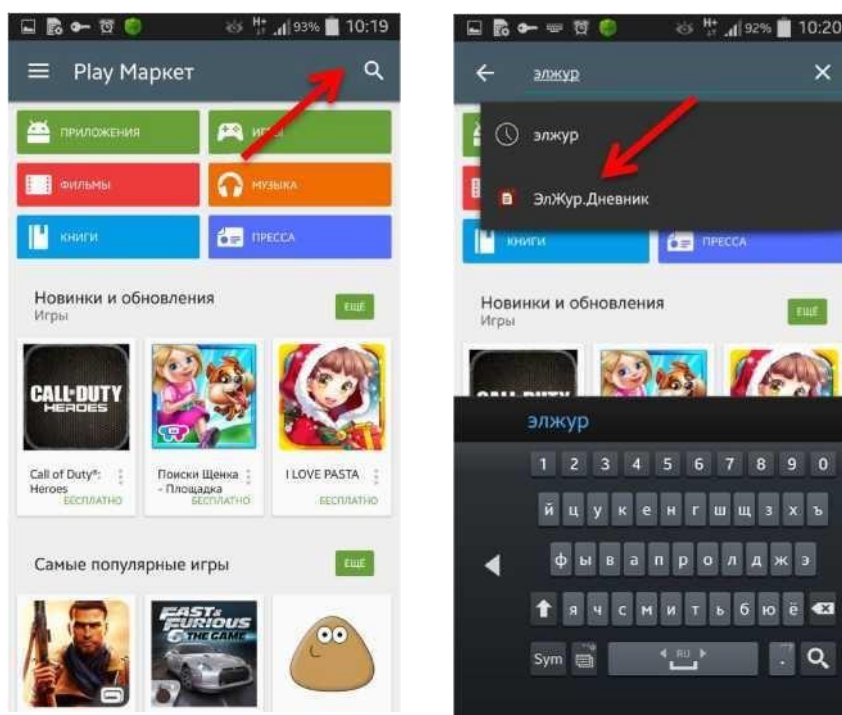 H+
93%
10:19
Play Маркет
ПРИЛОЖЕНИЯ
ИГРЫ
ФИЛЬМЫ
МУЗЫКА
КНИГИ
ПРЕССА
Новинки и обновления
Игры
ЕЩЁ
CALL OF DUTY
HEROES
Call of Duty®:
Heroes
БЕСПЛАТНО
Поиски Щенка
- Площадка
БЕСПЛАТНО
I LOVE PASTA
БЕСПЛАТНО
Самые популярные игры
ЕЩЁ
FAST & FURIOUS
6 THE GAME
H+
92%
10:20
элжур
элжур
ЭлЖур.Дневник
КНИГИ
ПРЕССА
Новинки и обновления
Игры
ЕЩЁ
элжур
1 2 3 4 5 6 7 8 9 0
й ц у к е н г ш щ з х ъ
ф ы в а п р о л д ж э
я ч с м и т ь б ю ё
Sym RU .